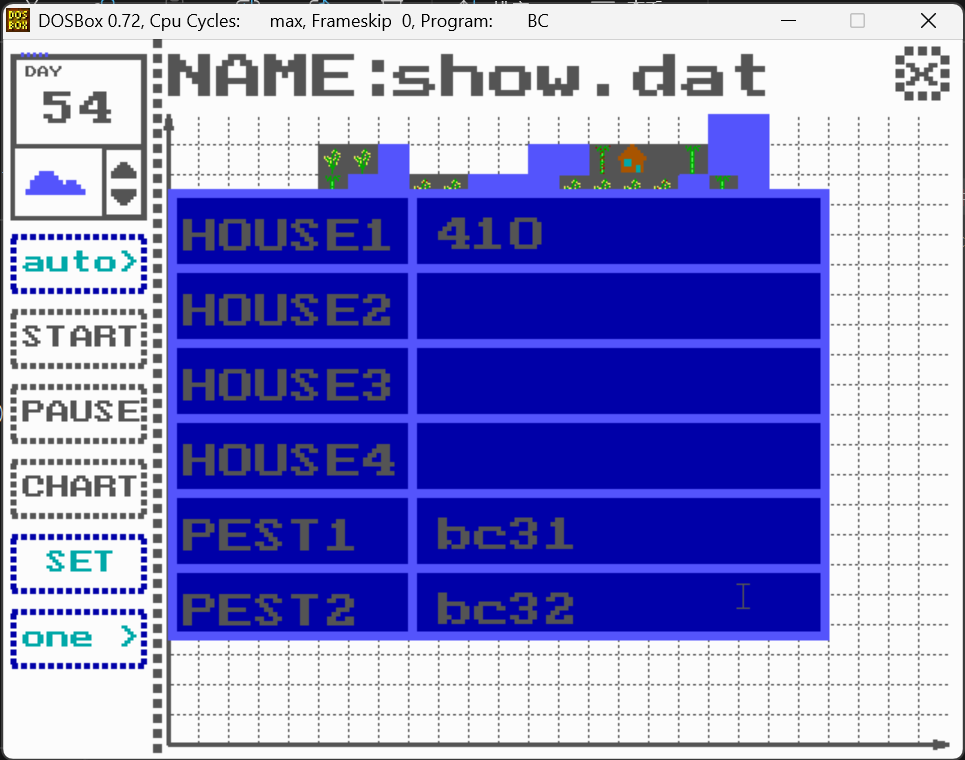 DOSBox 0.72, Cpu Cycles: max, Frameskip 0, Program: BC
NAME:show.dat
DAY
54
auto>
START
PAUSE
CHART
SET
one >
HOUSE1 410
HOUSE2
HOUSE3
HOUSE4
PEST1 bc31
PEST2 bc32